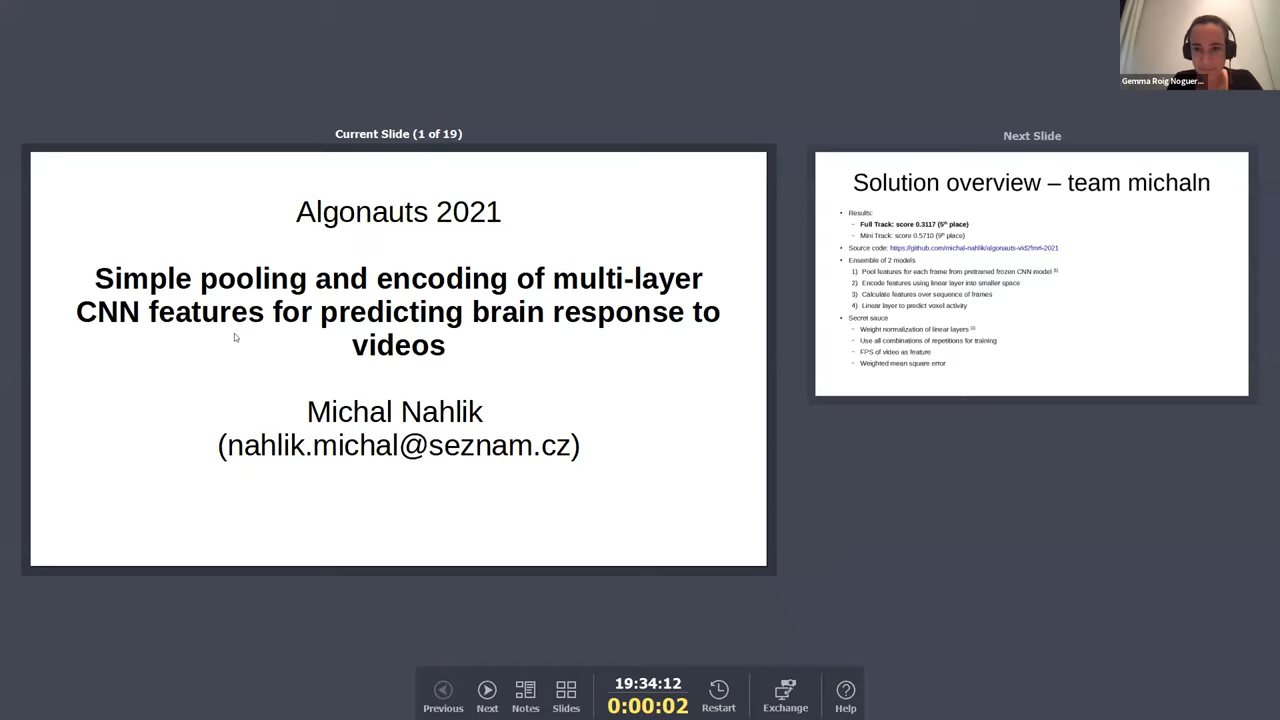 Gemma Roig Noguer...
Current Slide (1 of 19)
Next Slide
Algonauts 2021
Simple pooling and encoding of multi-layer
CNN features for predicting brain response to
videos
Michal Nahlik
(nahlik.michal@seznam.cz)
Solution overview – team michaln
• Results:
– Full Track: score 0.3117 (5th place)
– Mini Track: score 0.5710 (9th place)
• Source code: https://github.com/michal-nahlik/algonauts-vid2fmri-2021
• Ensemble of 2 models
1) Pool features for each frame from pretrained frozen CNN model [1]
2) Encode features using linear layer into smaller space
3) Calculate features over sequence of frames
4) Linear layer to predict voxel activity
• Secret sauce
– Weight normalization of linear layers [2]
– Use all combinations of repetitions for training
– FPS of video as feature
– Weighted mean square error
Previous
Next
Notes
Slides
19:34:12
0:00:02
Restart
Exchange
Help